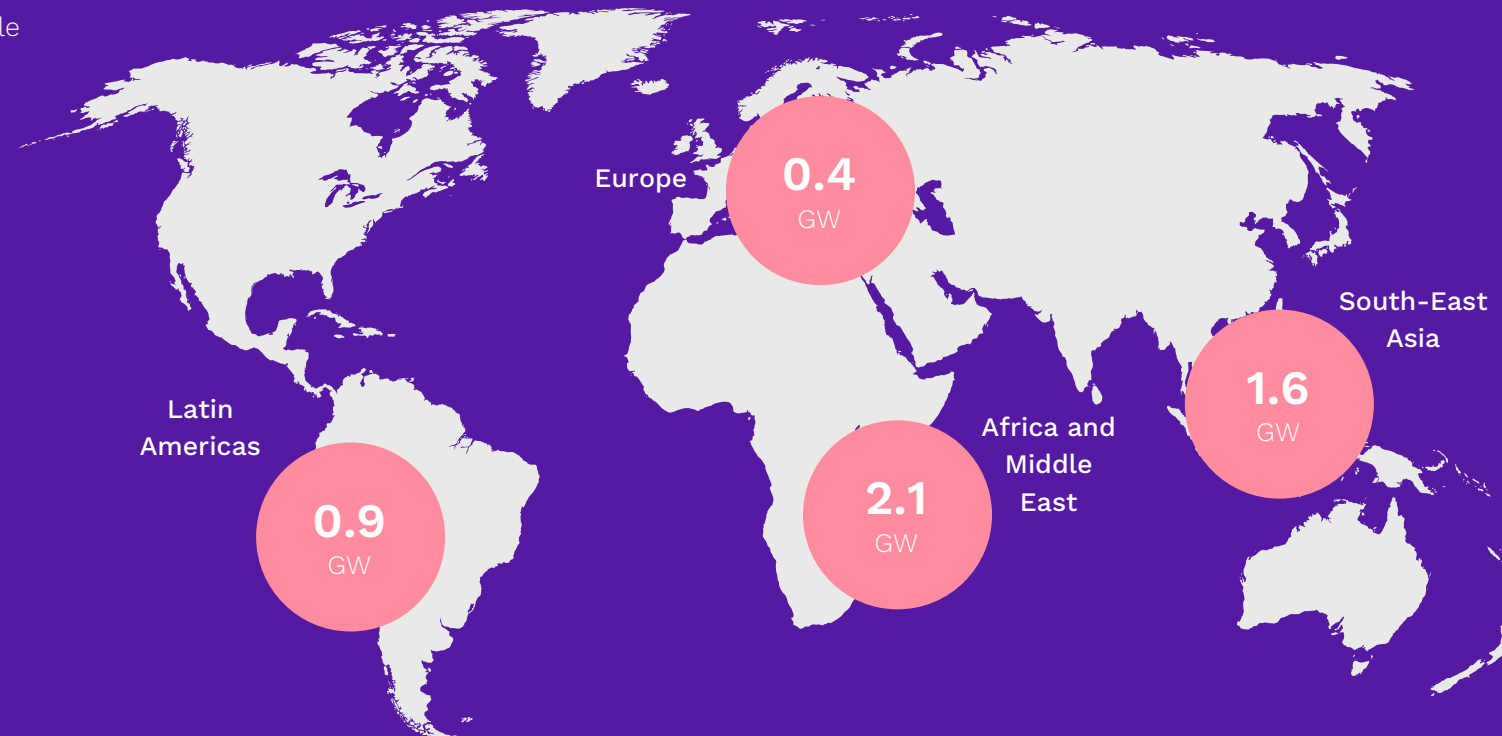 le
Europe
0.4
GW
South-East
Asia
1.6
GW
Latin
Americas
0.9
GW
Africa and
Middle
East
2.1
GW